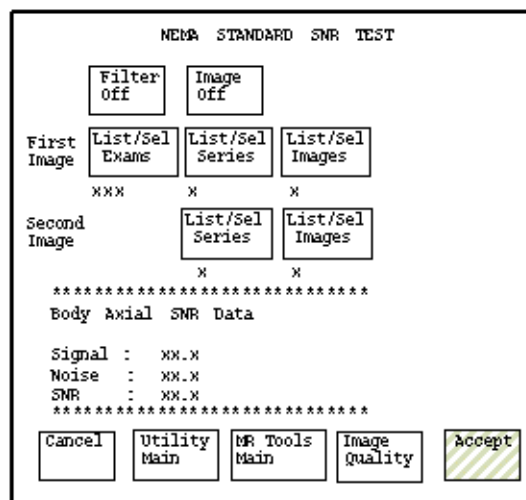 NEMA STANDARD SNR TEST
Filter Off
Image Off
First Image
List/Sel Exams
List/Sel Series
List/Sel Images
xxx x x
Second Image
List/Sel Series
List/Sel Images
x x
*******************************
Body Axial SNR Data
Signal : xx.x
Noise : xx.x
SNR : xx.x
*******************************
Cancel
Utility Main
MR Tools Main
Image Quality
Accept